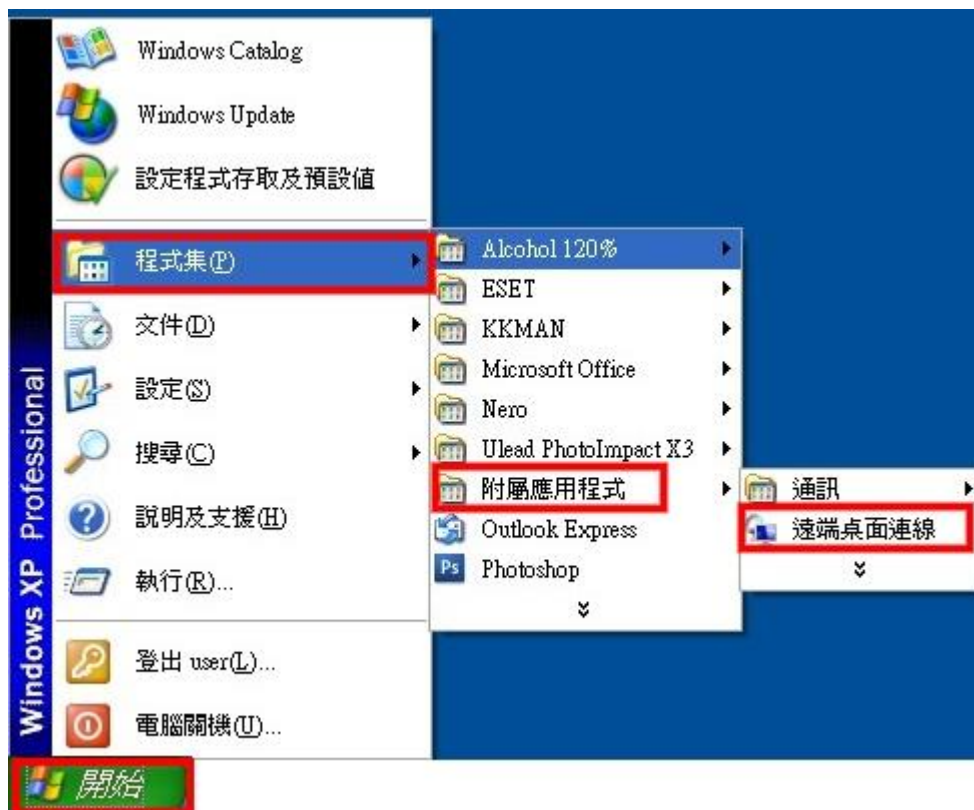 Windows Catalog
Windows Update
設定程式存取及預設值
程式集(P)
文件(D)
設定(S)
搜尋(C)
說明及支援(H)
執行(R)...
登出 user(L)...
電腦關機(U)...
Windows XP Professional
開始
Alcohol 120%
ESET
KKMAN
Microsoft Office
Nero
Ulead PhotoImpact X3
附屬應用程式
Outlook Express
Ps Photoshop
通訊
遠端桌面連線